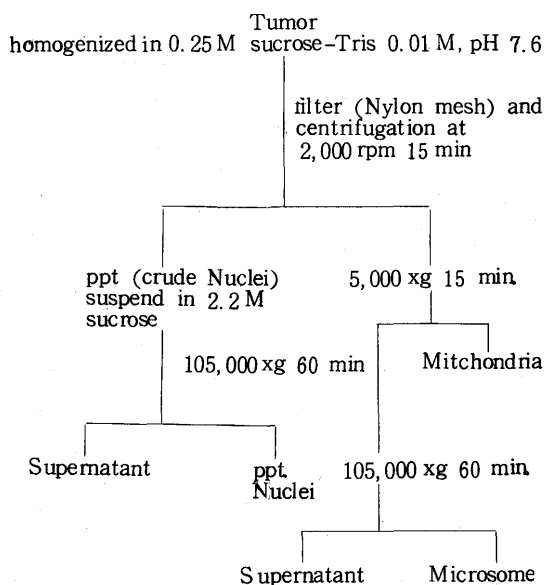 Tumor
homogenized in 0.25 M sucrose-Tris 0.01 M, pH 7.6
filter (Nylon mesh) and
centrifugation at
2,000 rpm 15 min
ppt (crude Nuclei)
suspend in 2.2 M
sucrose
5,000 xg 15 min.
105,000 xg 60 min
Mitchondria
Supernatant
ppt.
Nuclei
105,000 xg 60 min.
Supernatant
Microsome